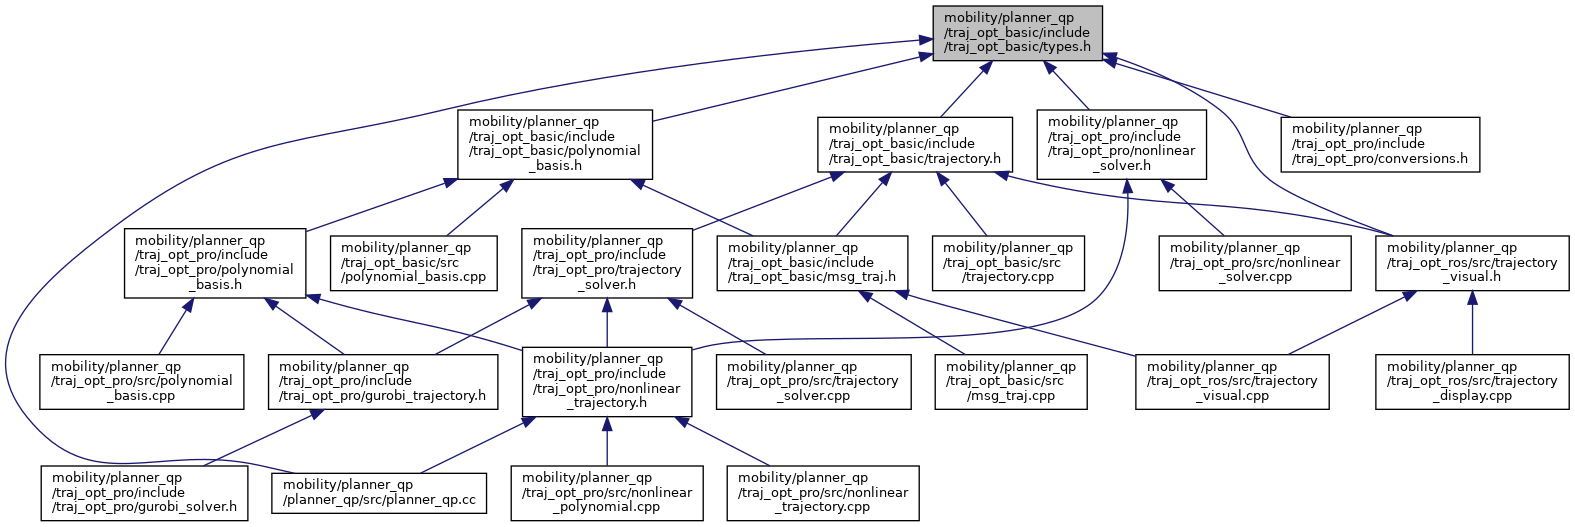 mobility/planner_qp
/traj_opt_basic/include
/traj_opt_basic/types.h
mobility/planner_qp
/traj_opt_basic/include
/traj_opt_basic/polynomial
_basis.h
mobility/planner_qp
/traj_opt_basic/include
/traj_opt_basic/trajectory.h
mobility/planner_qp
/traj_opt_pro/include
/traj_opt_pro/nonlinear
_solver.h
mobility/planner_qp
/traj_opt_pro/include
/traj_opt_pro/conversions.h
mobility/planner_qp
/traj_opt_pro/include
/traj_opt_pro/polynomial
_basis.h
mobility/planner_qp
/traj_opt_basic/src
/polynomial_basis.cpp
mobility/planner_qp
/traj_opt_pro/include
/traj_opt_pro/trajectory
_solver.h
mobility/planner_qp
/traj_opt_basic/include
/traj_opt_basic/msg_traj.h
mobility/planner_qp
/traj_opt_basic/src
/trajectory.cpp
mobility/planner_qp
/traj_opt_pro/src/nonlinear
_solver.cpp
mobility/planner_qp
/traj_opt_ros/src/trajectory
_visual.h
mobility/planner_qp
/traj_opt_pro/src/polynomial
_basis.cpp
mobility/planner_qp
/traj_opt_pro/include
/traj_opt_pro/gurobi_trajectory.h
mobility/planner_qp
/traj_opt_pro/include
/traj_opt_pro/nonlinear
_trajectory.h
mobility/planner_qp
/traj_opt_pro/src/trajectory
_solver.cpp
mobility/planner_qp
/traj_opt_basic/src
/msg_traj.cpp
mobility/planner_qp
/traj_opt_ros/src/trajectory
_visual.cpp
mobility/planner_qp
/traj_opt_ros/src/trajectory
_display.cpp
mobility/planner_qp
/traj_opt_pro/include
/traj_opt_pro/gurobi_solver.h
mobility/planner_qp
/planner_qp/src/planner_qp.cc
mobility/planner_qp
/traj_opt_pro/src/nonlinear
_polynomial.cpp
mobility/planner_qp
/traj_opt_pro/src/nonlinear
_trajectory.cpp